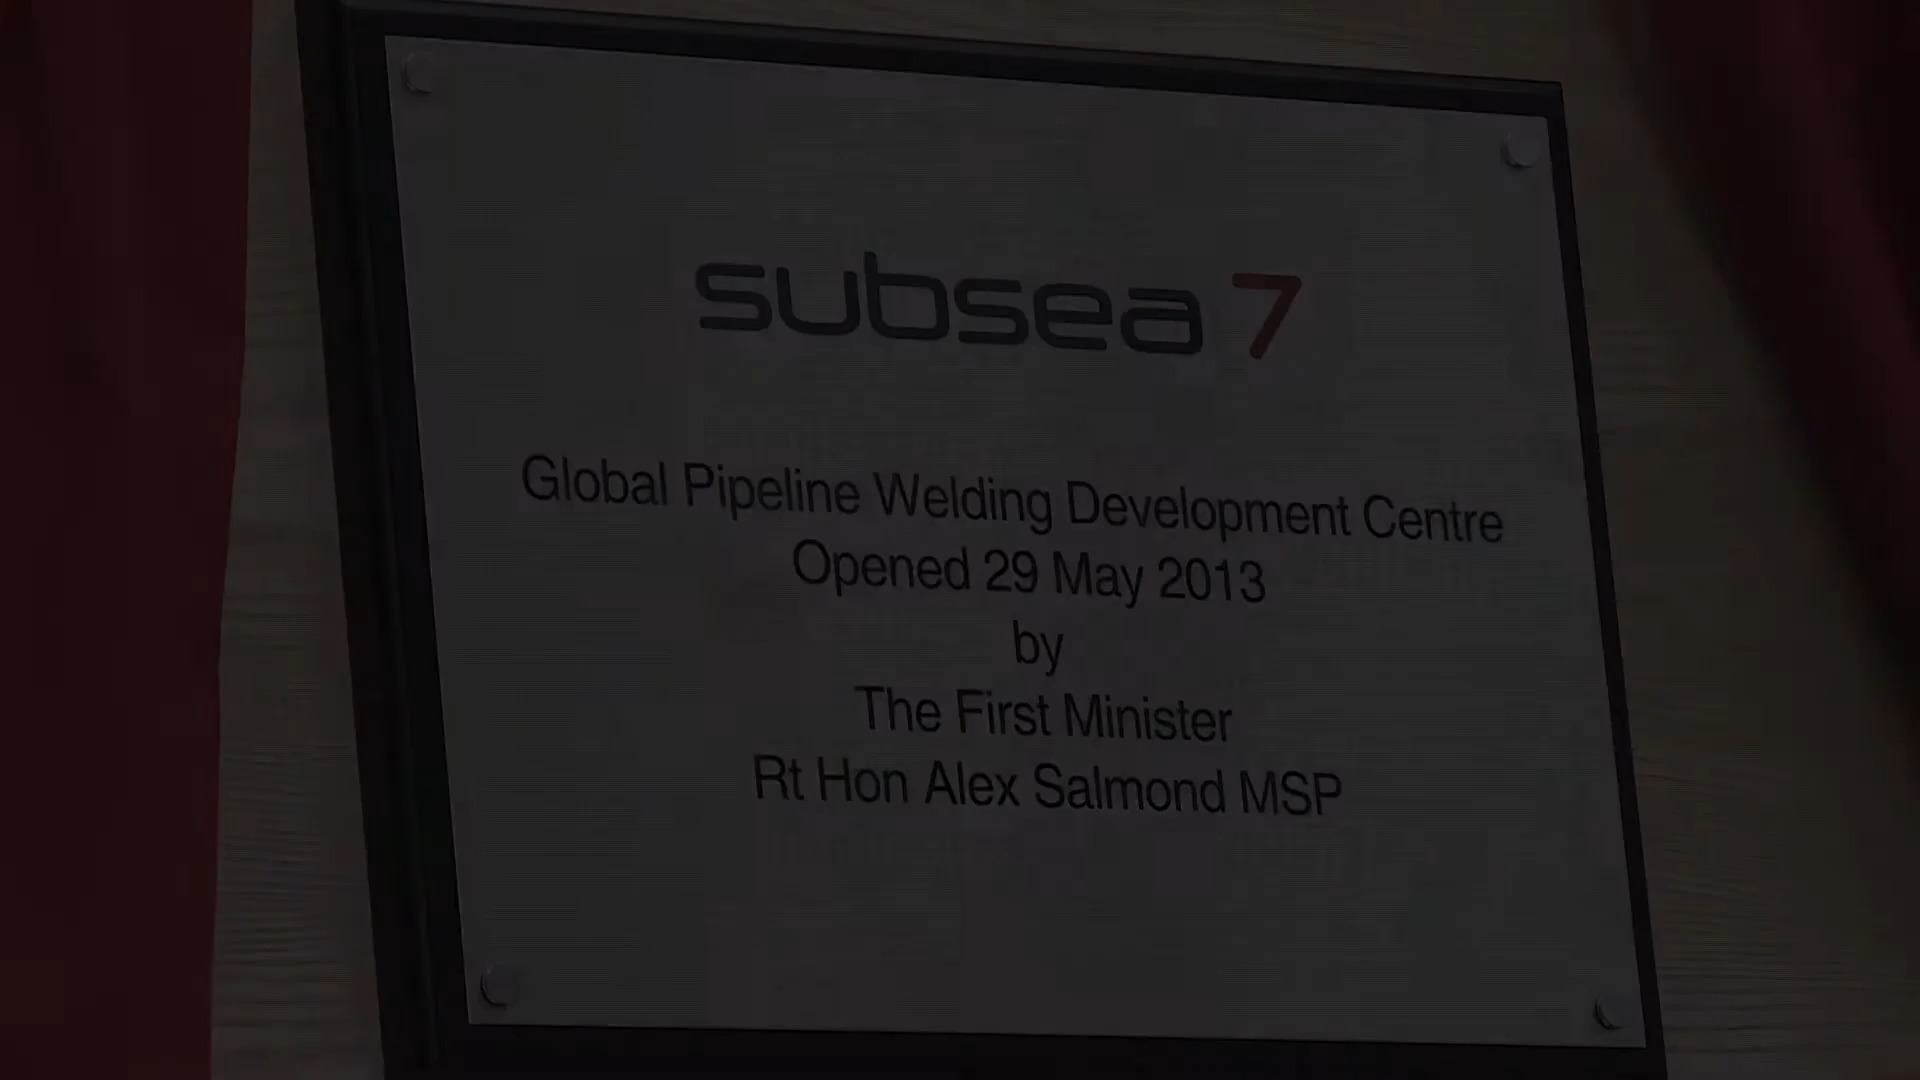 subsea 7
Global Pipeline Welding Development Centre
Opened 29 May 2013
by
The First Minister
Rt Hon Alex Salmond MSP